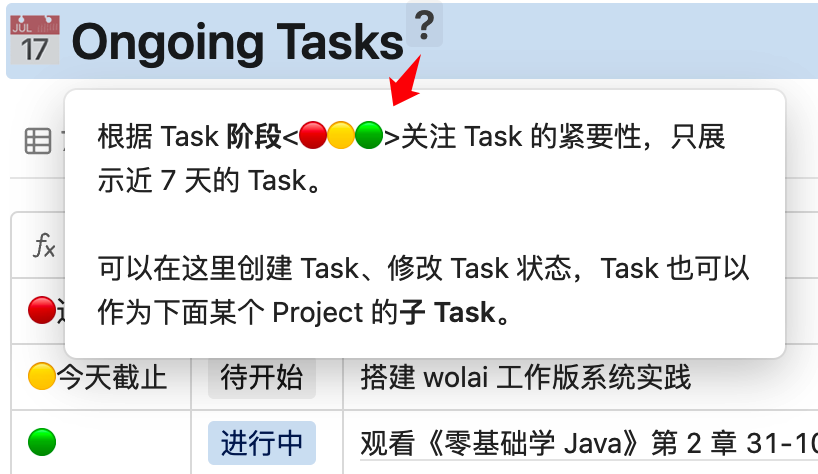 JUL
17
Ongoing Tasks?
根据 Task 阶段<🔴🟡🟢>关注 Task 的紧要性，只展
示近 7 天的 Task。
可以在这里创建 Task、修改 Task 状态，Task 也可以
作为下面某个 Project 的子 Task。
fx
今天截止 待开始 搭建 wolai 工作版系统实践
进行中 观看《零基础学 Java》第 2 章 31-10